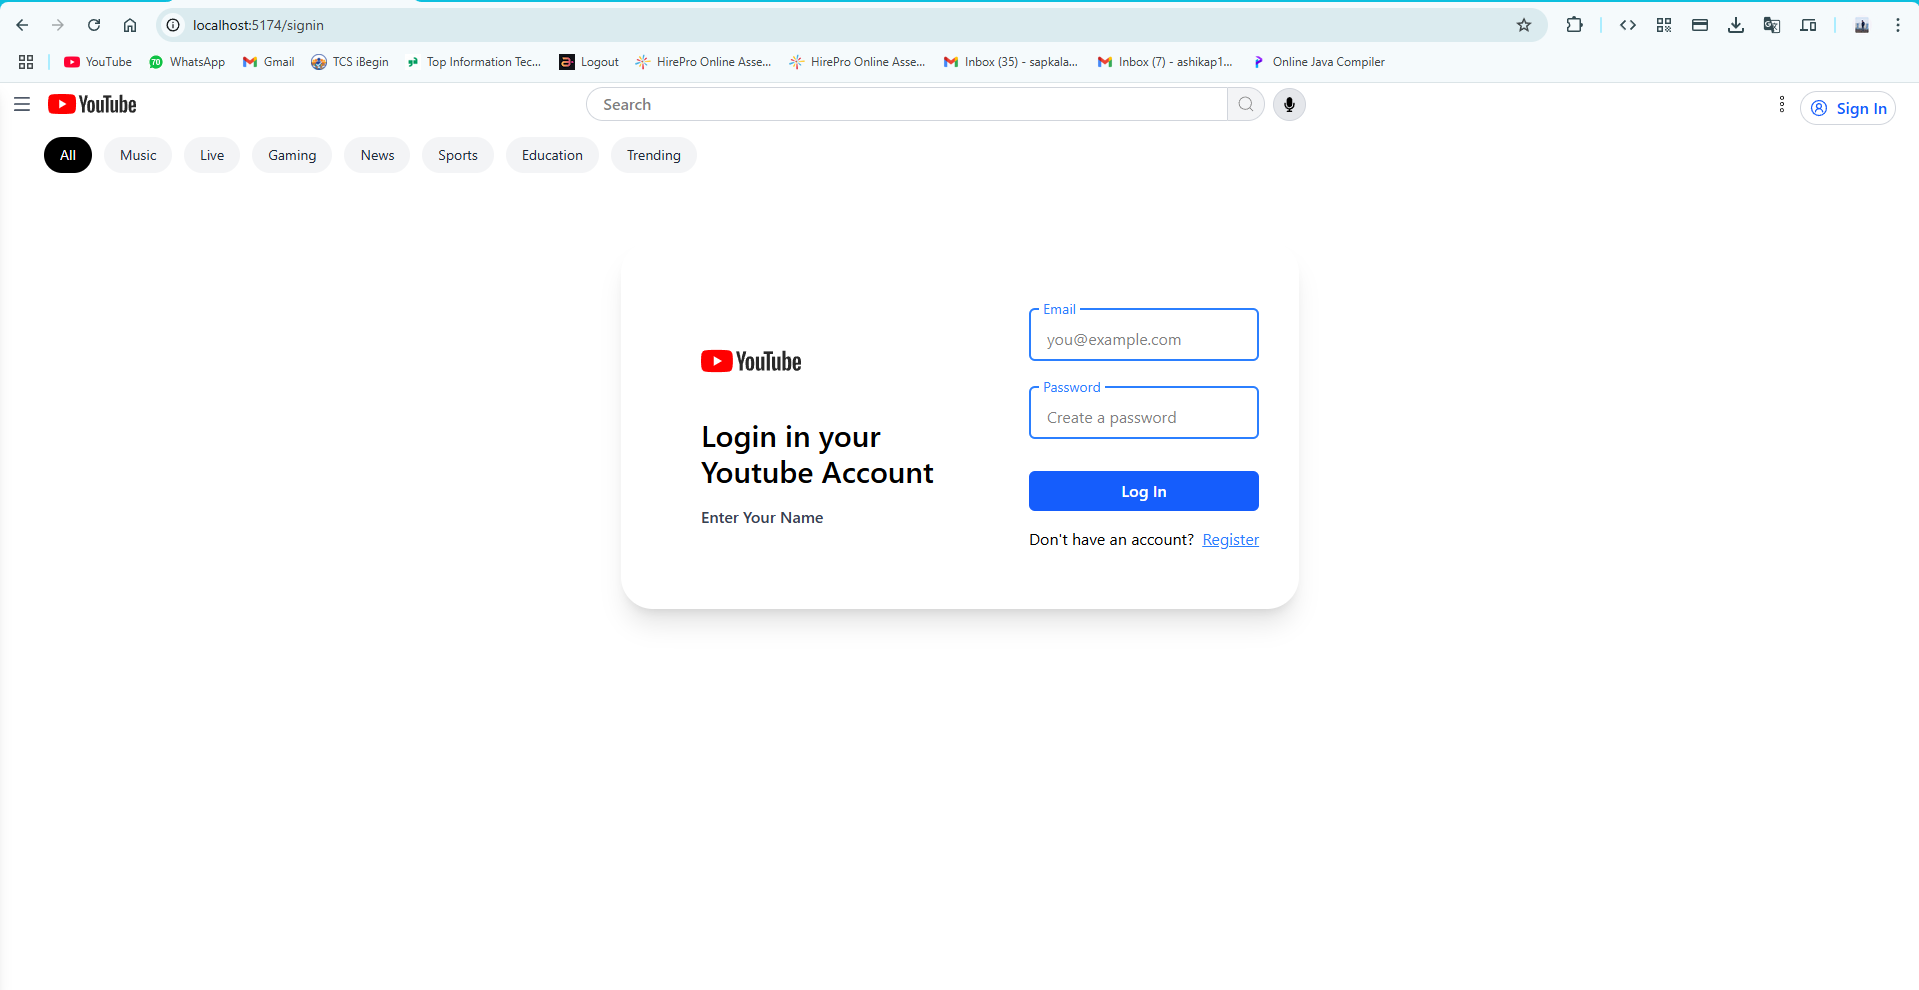 localhost:5174/signin
YouTube 70 WhatsApp Gmail TCS iBegin Top Information Tec... Logout HirePro Online Asse... HirePro Online Asse... Inbox (35) - sapkala... Inbox (7) - ashikap1... Online Java Compiler
YouTube Search Sign In
All Music Live Gaming News Sports Education Trending
YouTube
Login in your
Youtube Account
Enter Your Name
Email
you@example.com
Password
Create a password
Log In
Don't have an account? Register